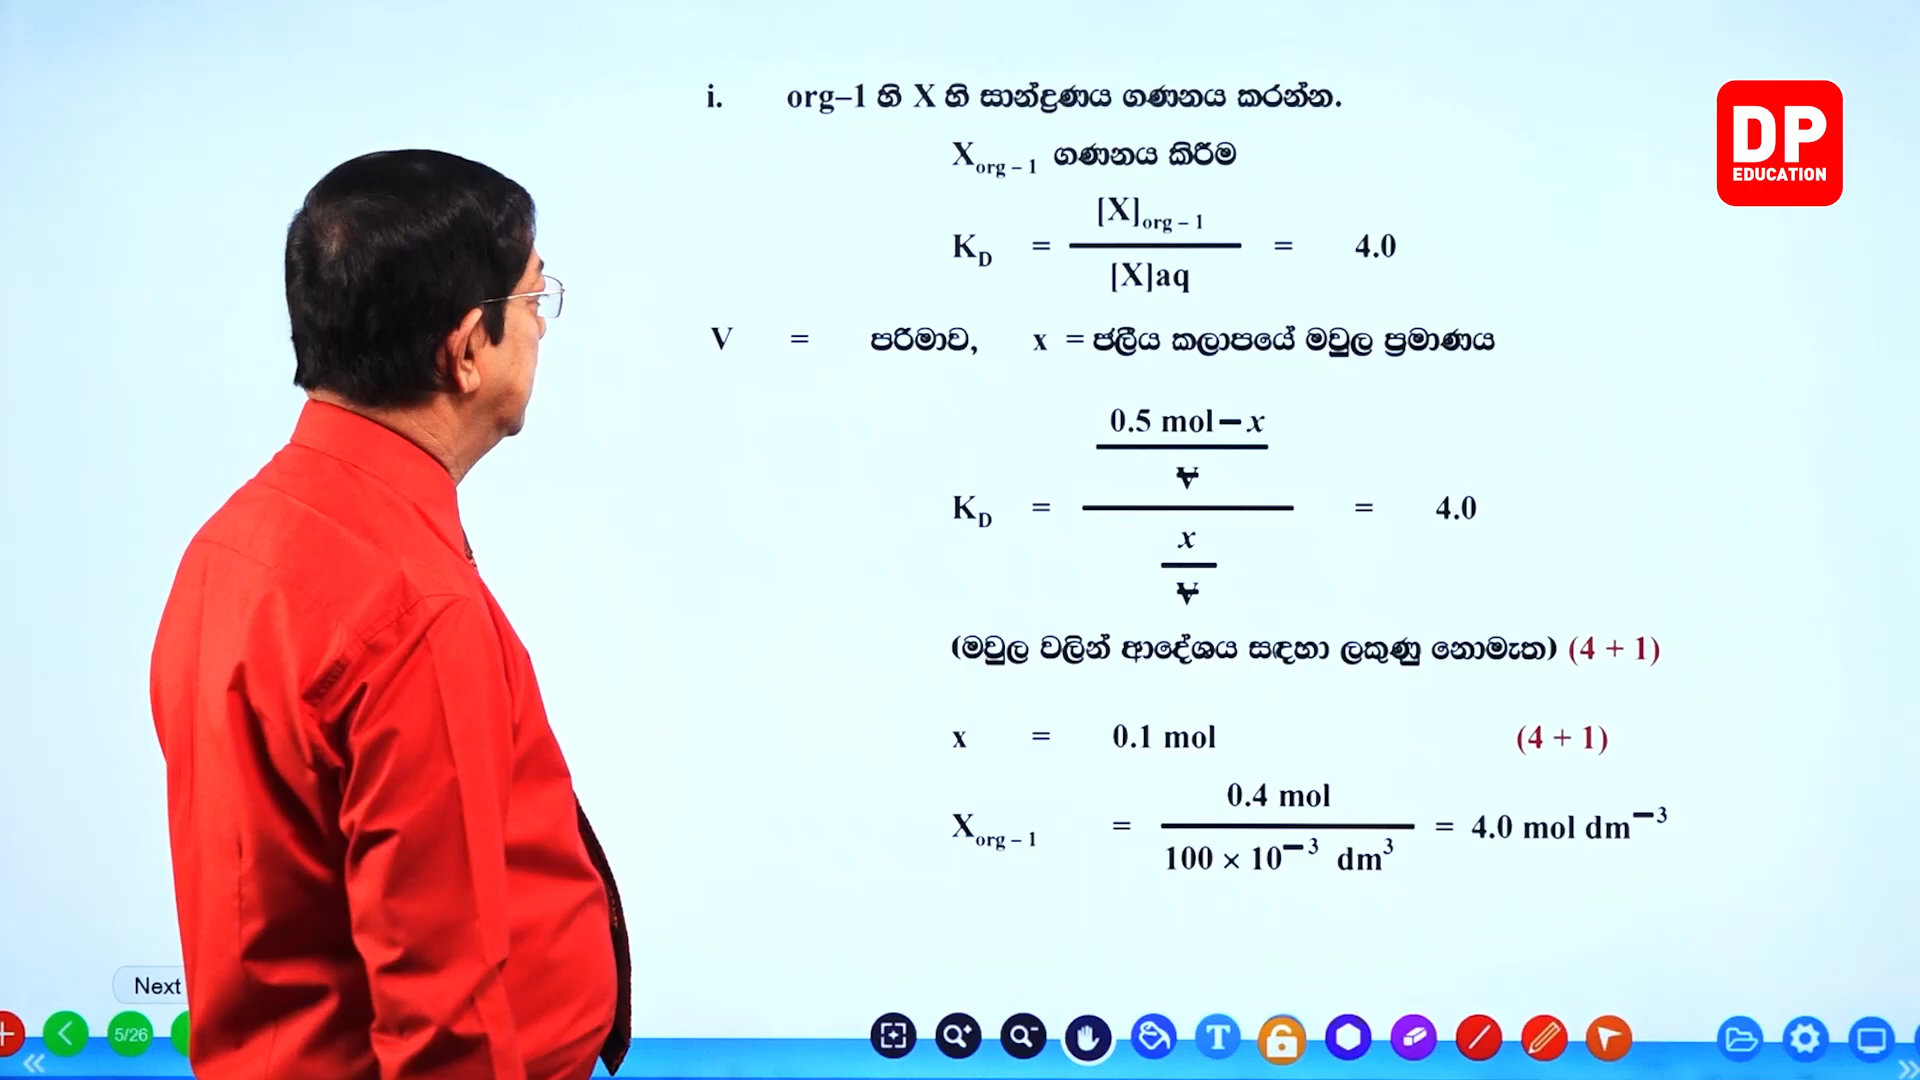 i. org–1 හි X හි සාන්ද්‍රණය ගණනය කරන්න.
DP
EDUCATION
X org – 1 ගණනය කිරීම
K D = [X] org – 1 / [X]aq = 4.0
V = පරිමාව, x = ජලීය කලාපයේ මවුල ප්‍රමාණය
K D = (0.5 mol – x / V) / (x / V) = 4.0
(මවුල වලින් ආදේශය සඳහා ලකුණු නොමැත) (4 + 1)
x = 0.1 mol (4 + 1)
X org – 1 = 0.4 mol / 100 × 10⁻³ dm³ = 4.0 mol dm⁻³
Next
5/26
T